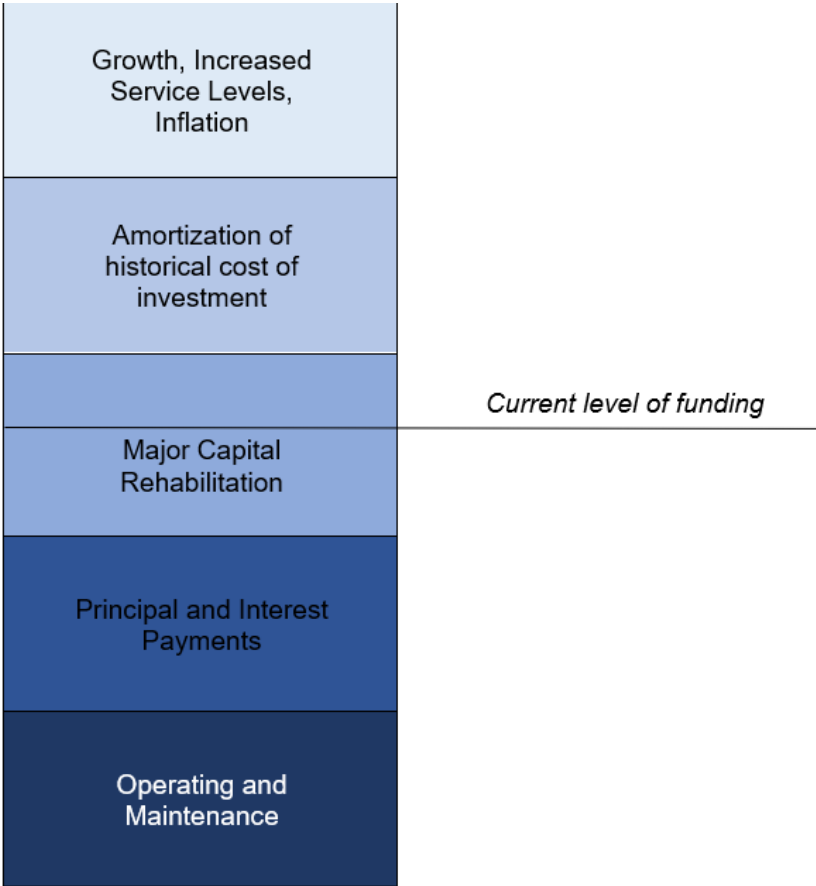 Growth, Increased
Service Levels,
Inflation
Amortization of
historical cost of
investment
Current level of funding
Major Capital
Rehabilitation
Principal and Interest
Payments
Operating and
Maintenance